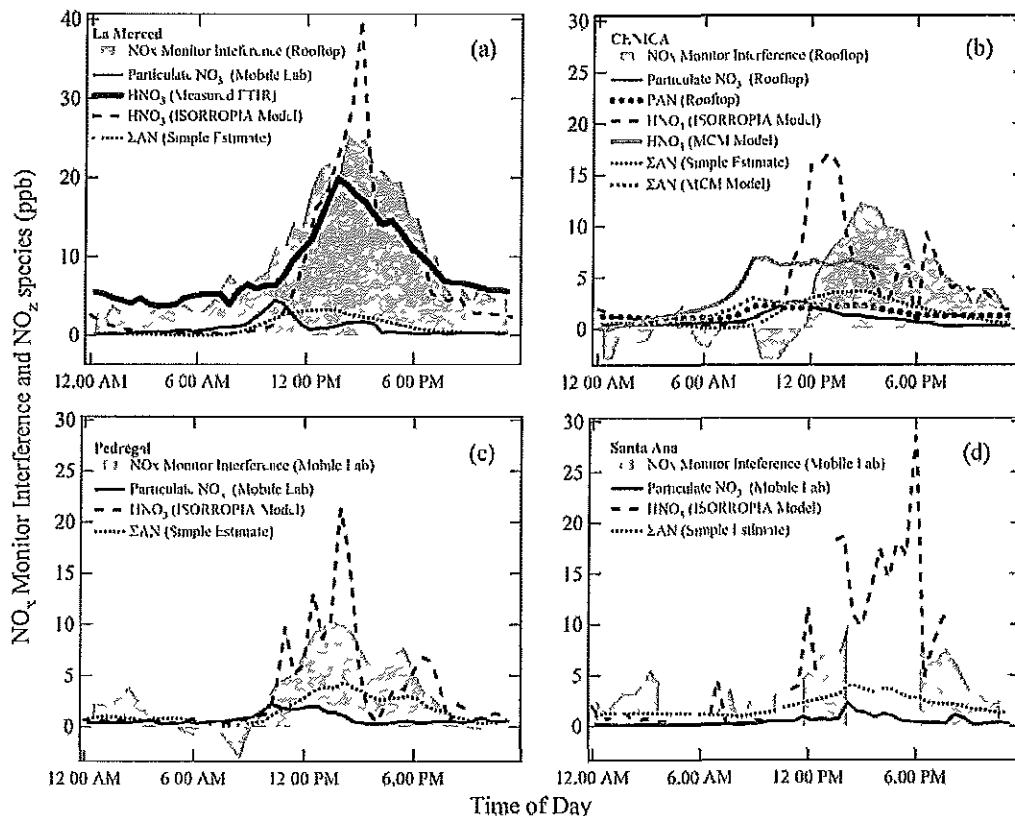 NOx Monitor Interference and NOz species (ppb)
40
30
20
10
0
La Merced
(a)
NOx Monitor Inteference (Rooftop)
Particulate NO3 (Mobile Lab)
HNO3 (Measured FTIR)
HNO3 (ISORROPIA Model)
ΣAN (Simple Estimate)
12.00 AM
6 00 AM
12 00 PM
6.00 PM
30
25
20
15
10
5
0
CENICA
(b)
NOx Monitor Inteference (Rooftop)
Particulate NO3 (Rooftop)
PAN (Rooftop)
HNO3 (ISORROPIA Model)
HNO3 (MCM Model)
ΣAN (Simple Estimate)
ΣAN (MCM Model)
12 00 AM
6 00 AM
12 00 PM
6.00 PM
30
25
20
15
10
5
0
Pedregal
(c)
NOx Monitor Interference (Mobile Lab)
Particulate NOx (Mobile Lab)
HNO3 (ISORROPIA Model)
ΣAN (Simple Estimate)
12 00 AM
6 00 AM
12 00 PM
6.00 PM
30
25
20
15
10
5
0
Santa Ana
(d)
NOx Monitor Inteference (Mobile Lab)
Particulate NO3 (Mobile Lab)
HNO3 (ISORROPIA Model)
ΣAN (Simple Estimate)
12 00 AM
6 00 AM
12 00 PM
6.00 PM
Time of Day